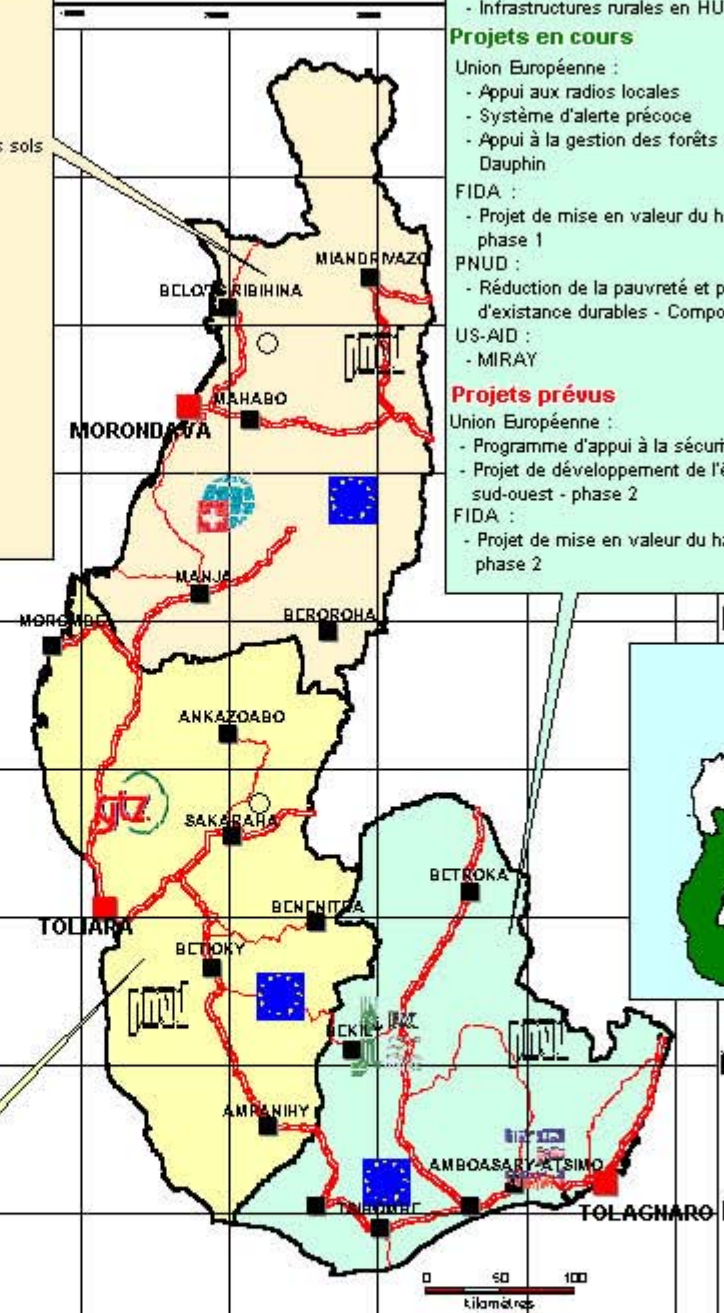 - Infrastructures rurales en HU
Projets en cours
Union Européenne :
- Appui aux radios locales
- Système d'alerte précoce
- Appui à la gestion des forêts
Dauphin
FIDA :
- Projet de mise en valeur du h
phase 1
PNUD :
- Réduction de la pauvreté et p
d'existance durables - Compo
US-AID :
- MIRAY
Projets prévus
Union Européenne :
- Programme d'appui à la sécuri
- Projet de développement de l'é
sud-ouest - phase 2
FIDA :
- Projet de mise en valeur du ha
phase 2
s sols
MIANDRIVAZO
BELO TSIRIBIHINA
MAHABO
MORONDAVA
MANJA
MOROMBE
BEROROHA
ANKAZOABO
gtz
SAKARAHA
BETROKA
TOLIARA
BENENITRA
BETIOKY
BEKILY
AMPANIHY
AMBOASARY-ATSIMO
TSIHOMBE
TOLAGNARO
0 50 100
kilomètres